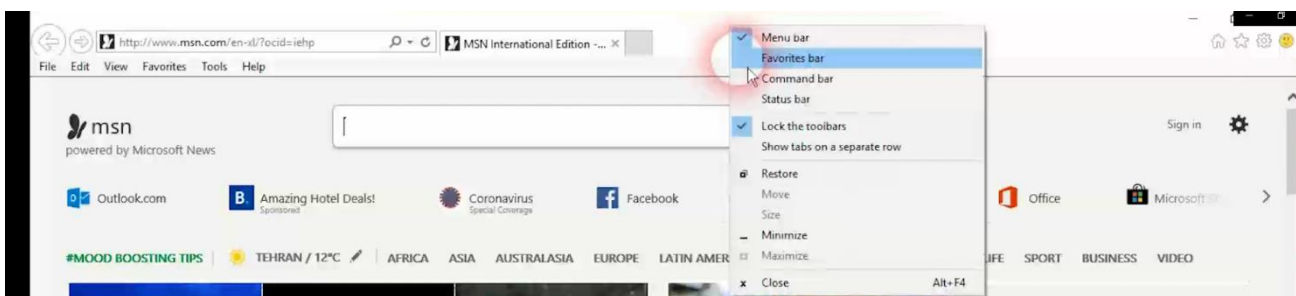 http://www.msn.com/en-xl/?ocid=iehp
MSN International Edition -...
File Edit View Favorites Tools Help
Menu bar
Favorites bar
Command bar
Status bar
Lock the toolbars
Show tabs on a separate row
Restore
Move
Size
Minimize
Maximize
Close Alt+F4
msn
powered by Microsoft News
Sign in
Outlook.com
B. Amazing Hotel Deals!
Sponsored
Coronavirus
Special Coverage
Facebook
Office
Microsoft
#MOOD BOOSTING TIPS TEHRAN / 12°C AFRICA ASIA AUSTRALASIA EUROPE LATIN AMER SPORT BUSINESS VIDEO